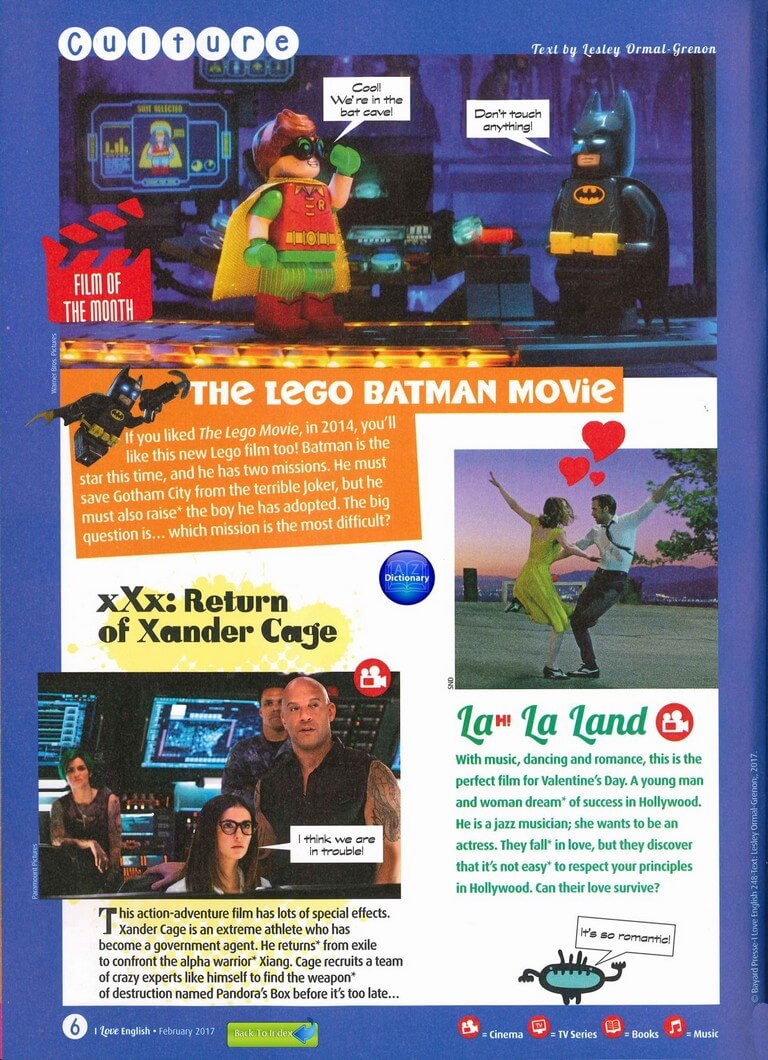 Culture
Text by Lesley Ormal-Grenon
Cool!
We're in the
bat cave!
Don't touch
anything!
SUIT SELECTED
R
FILM OF
THE MONTH
Warner Bros. Pictures
THE LEGO BATMAN MOVIE
If you liked The Lego Movie, in 2014, you'll
like this new Lego film too! Batman is the
star this time, and he has two missions. He must
save Gotham City from the terrible Joker, but he
must also raise* the boy he has adopted. The big
question is... which mission is the most difficult?
A Z
Dictionary
SND
xXx: Return
of Xander Cage
I think we are
in trouble!
Paramount Pictures
This action-adventure film has lots of special effects.
Xander Cage is an extreme athlete who has
become a government agent. He returns* from exile
to confront the alpha warrior* Xiang. Cage recruits a team
of crazy experts like himself to find the weapon*
of destruction named Pandora's Box before it's too late...
La La Land
With music, dancing and romance, this is the
perfect film for Valentine's Day. A young man
and woman dream* of success in Hollywood.
He is a jazz musician; she wants to be an
actress. They fall* in love, but they discover
that it's not easy* to respect your principles
in Hollywood. Can their love survive?
It's so romantic!
© Bayard Presse-I Love English 248-Text: Lesley Ormal-Grenon; 2017.
6 I Love English • February 2017
Back To Index
= Cinema = TV Series = Books = Music